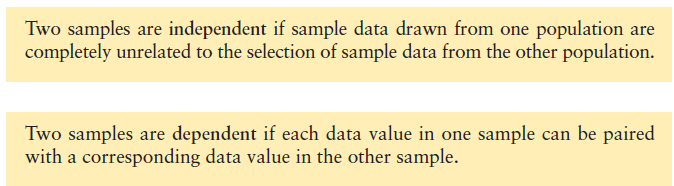 Two samples are independent if sample data drawn from one population are
completely unrelated to the selection of sample data from the other population.
Two samples are dependent if each data value in one sample can be paired
with a corresponding data value in the other sample.